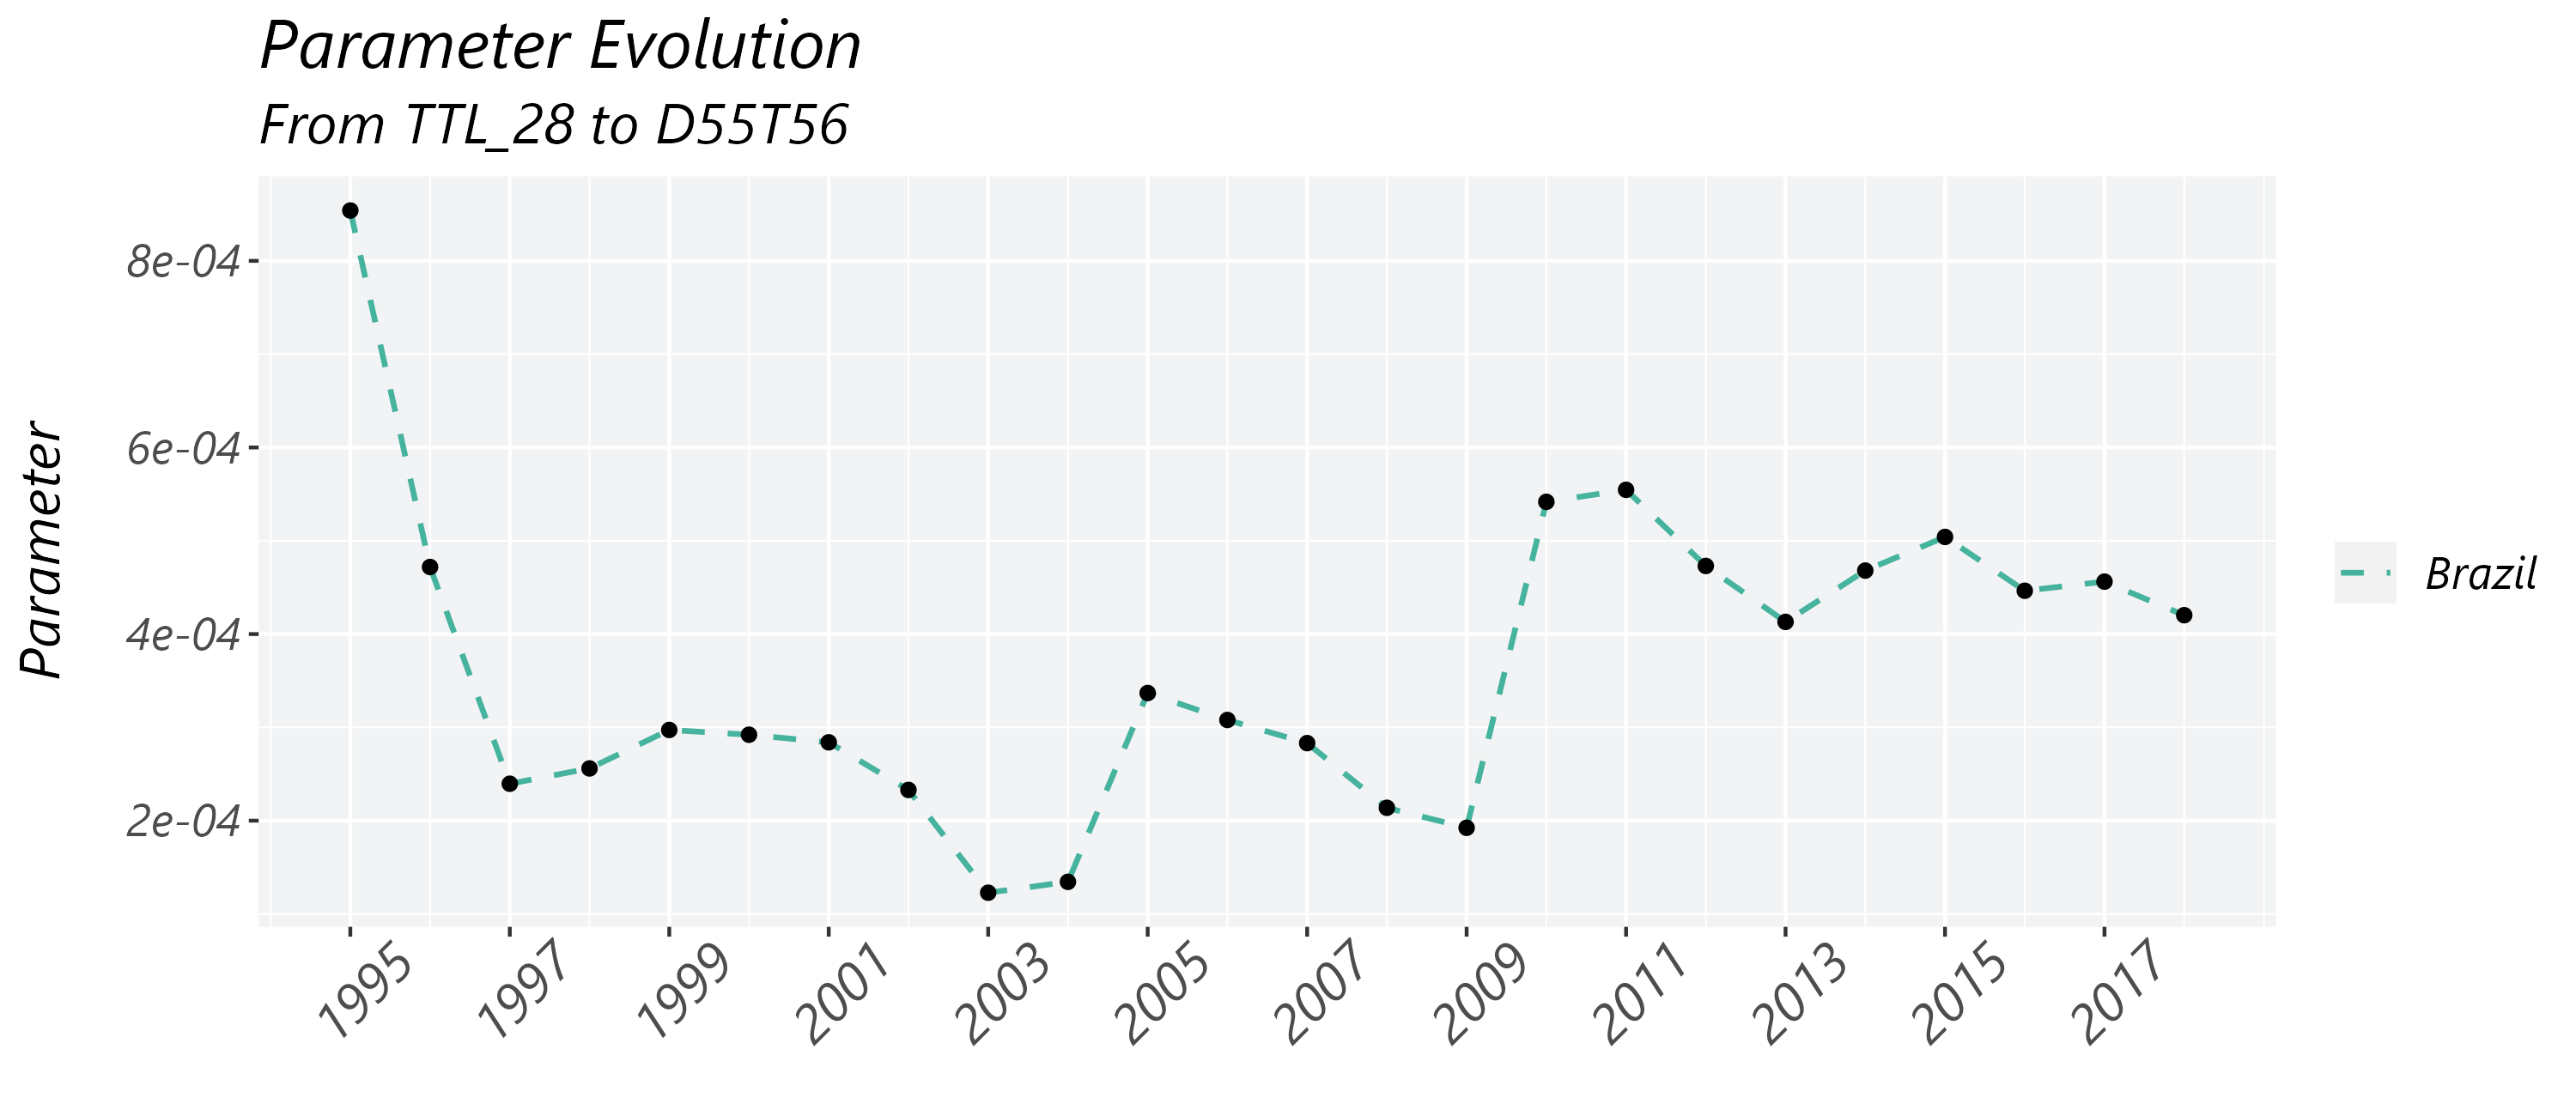 Parameter Evolution
From TTL_28 to D55T56
Parameter
8e-04
6e-04
4e-04
2e-04
1995
1997
1999
2001
2003
2005
2007
2009
2011
2013
2015
2017
Brazil